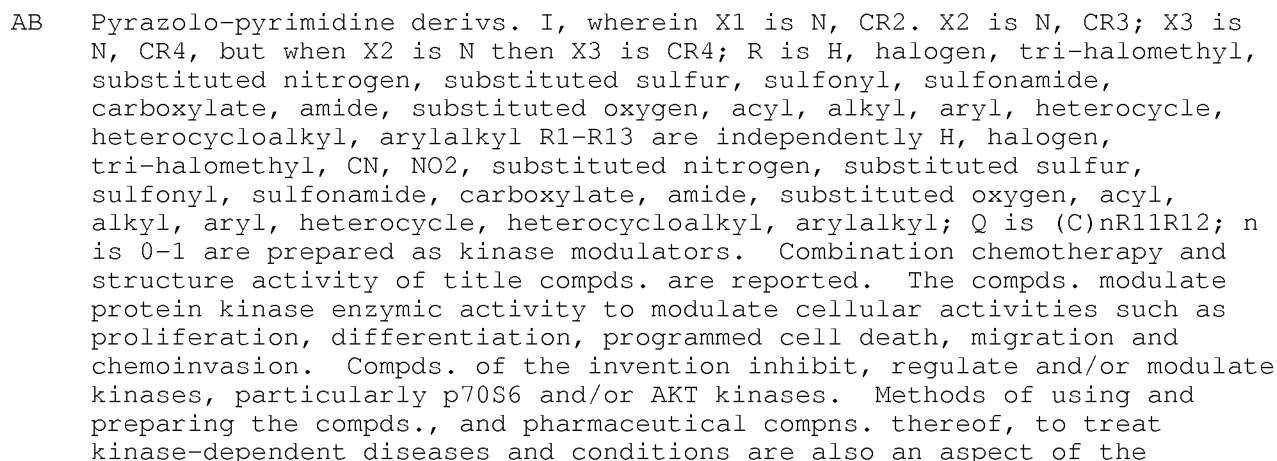 AB Pyrazolo-pyrimidine derivs. I, wherein X1 is N, CR2. X2 is N, CR3; X3 is
N, CR4, but when X2 is N then X3 is CR4; R is H, halogen, tri-halomethyl,
substituted nitrogen, substituted sulfur, sulfonyl, sulfonamide,
carboxylate, amide, substituted oxygen, acyl, alkyl, aryl, heterocycle,
heterocycloalkyl, arylalkyl R1-R13 are independently H, halogen,
tri-halomethyl, CN, NO2, substituted nitrogen, substituted sulfur,
sulfonyl, sulfonamide, carboxylate, amide, substituted oxygen, acyl,
alkyl, aryl, heterocycle, heterocycloalkyl, arylalkyl; Q is (C)nR11R12; n
is 0-1 are prepared as kinase modulators. Combination chemotherapy and
structure activity of title compds. are reported. The compds. modulate
protein kinase enzymic activity to modulate cellular activities such as
proliferation, differentiation, programmed cell death, migration and
chemoinvasion. Compds. of the invention inhibit, regulate and/or modulate
kinases, particularly p70S6 and/or AKT kinases. Methods of using and
preparing the compds., and pharmaceutical compns. thereof, to treat
kinase-dependent diseases and conditions are also an aspect of the